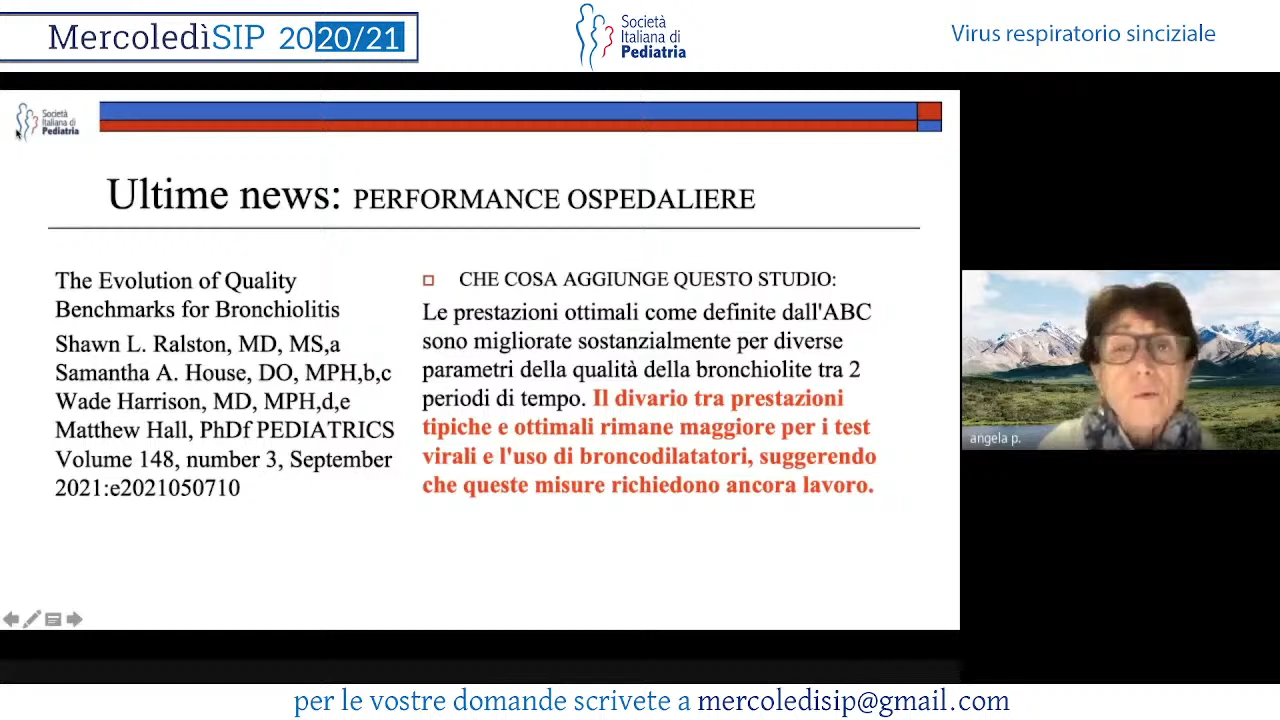 MercoledìSIP 2020/21
Società
Italiana di
Pediatria
Virus respiratorio sinciziale
Società
Italiana di
Pediatria
Ultime news: PERFORMANCE OSPEDALIERE
The Evolution of Quality
Benchmarks for Bronchiolitis
Shawn L. Ralston, MD, MS,a
Samantha A. House, DO, MPH,b,c
Wade Harrison, MD, MPH,d,e
Matthew Hall, PhDf PEDIATRICS
Volume 148, number 3, September
2021:e2021050710
CHE COSA AGGIUNGE QUESTO STUDIO:
Le prestazioni ottimali come definite dall'ABC
sono migliorate sostanzialmente per diverse
parametri della qualità della bronchiolite tra 2
periodi di tempo. Il divario tra prestazioni
tipiche e ottimali rimane maggiore per i test
virali e l'uso di broncodilatatori, suggerendo
che queste misure richiedono ancora lavoro.
angela p.
per le vostre domande scrivete a mercoledisip@gmail.com